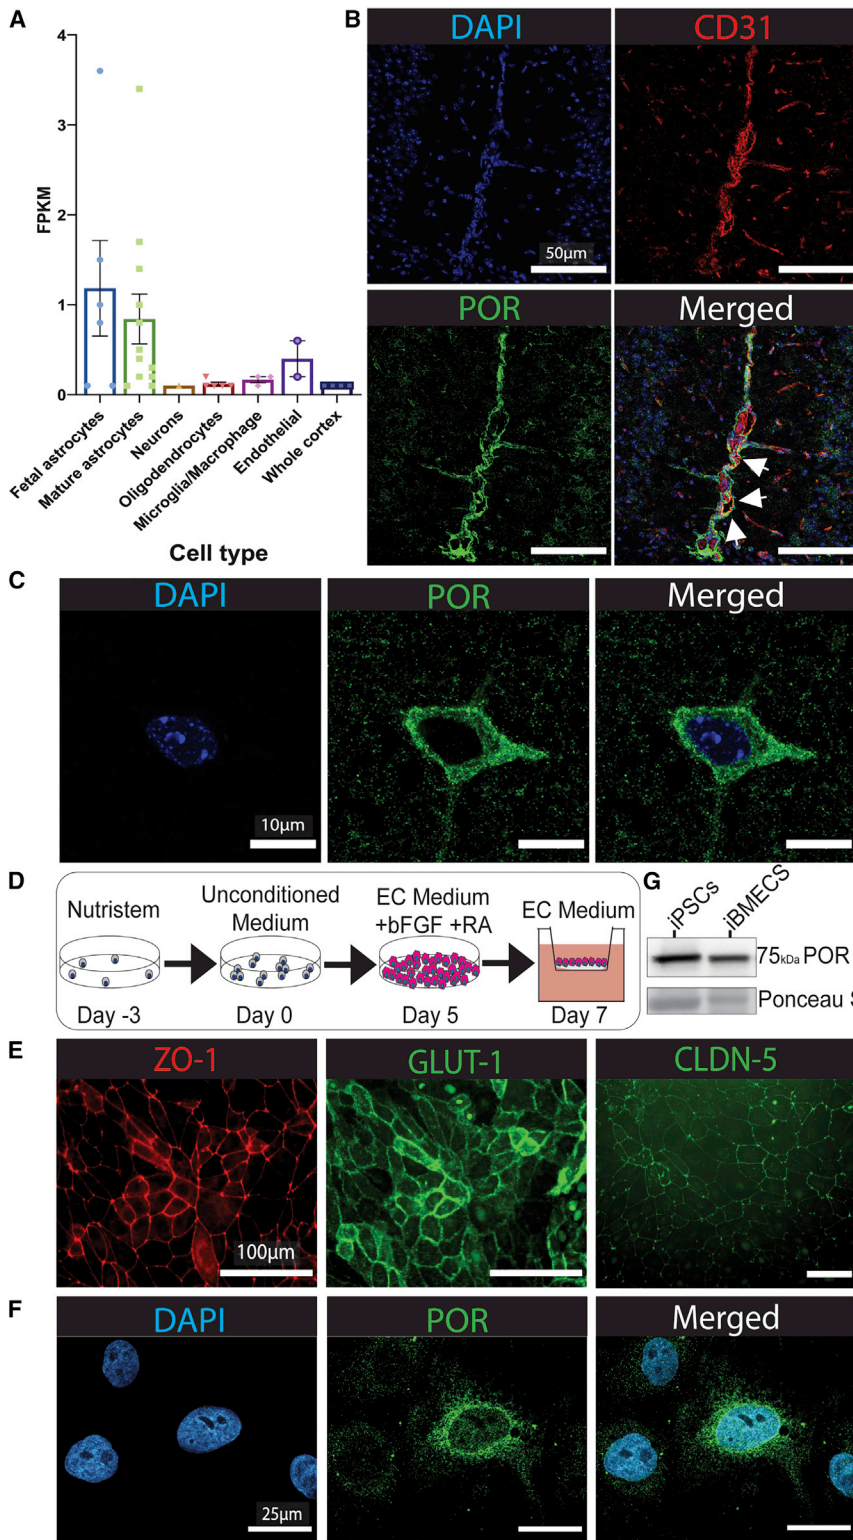 A
4
3
2
1
0
FPKM
Fetal astrocytes
Mature astrocytes
Neurons
Oligodendrocytes
Microglia/Macrophage
Endothelial
Whole cortex
Cell type
B
DAPI
CD31
50µm
POR
Merged
C
DAPI
POR
Merged
10µm
D
Nutristem
Unconditioned
Medium
EC Medium
+bFGF +RA
EC Medium
Day -3
Day 0
Day 5
Day 7
G
iPSCs
iBMECS
75kDa POR
Ponceau S
E
ZO-1
GLUT-1
CLDN-5
100µm
F
DAPI
POR
Merged
25µm